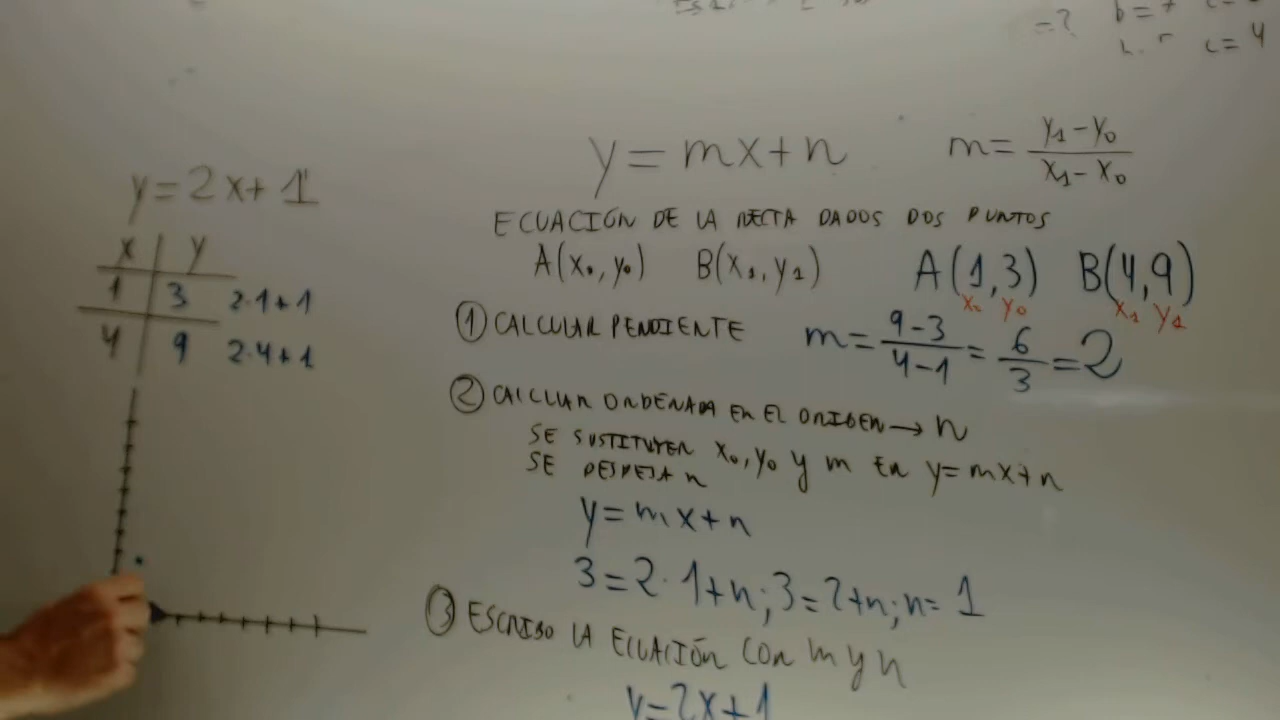 =? b=
c=4
y=mx+n m=y₁-y₀/x₁-x₀
ECUACIÓN DE LA RECTA DADOS DOS PUNTOS
A(x₀,y₀) B(x₁,y₁) A(1,3) B(4,9)
x₀ y₀ x₁ y₁
① CALCULAR PENDIENTE m=9-3/4-1=6/3=2
② CALCULAR ORDENADA EN EL ORIGEN→n
SE SUSTITUYEN x₀,y₀ y m EN y=mx+n
SE DESPEJA n
y=mx+n
3=2·1+n;3=2+n;n=1
③ ESCRIBO LA ECUACIÓN CON m y n
y=2x+1
y=2x+1
x y
1 3 2·1+1
4 9 2·4+1